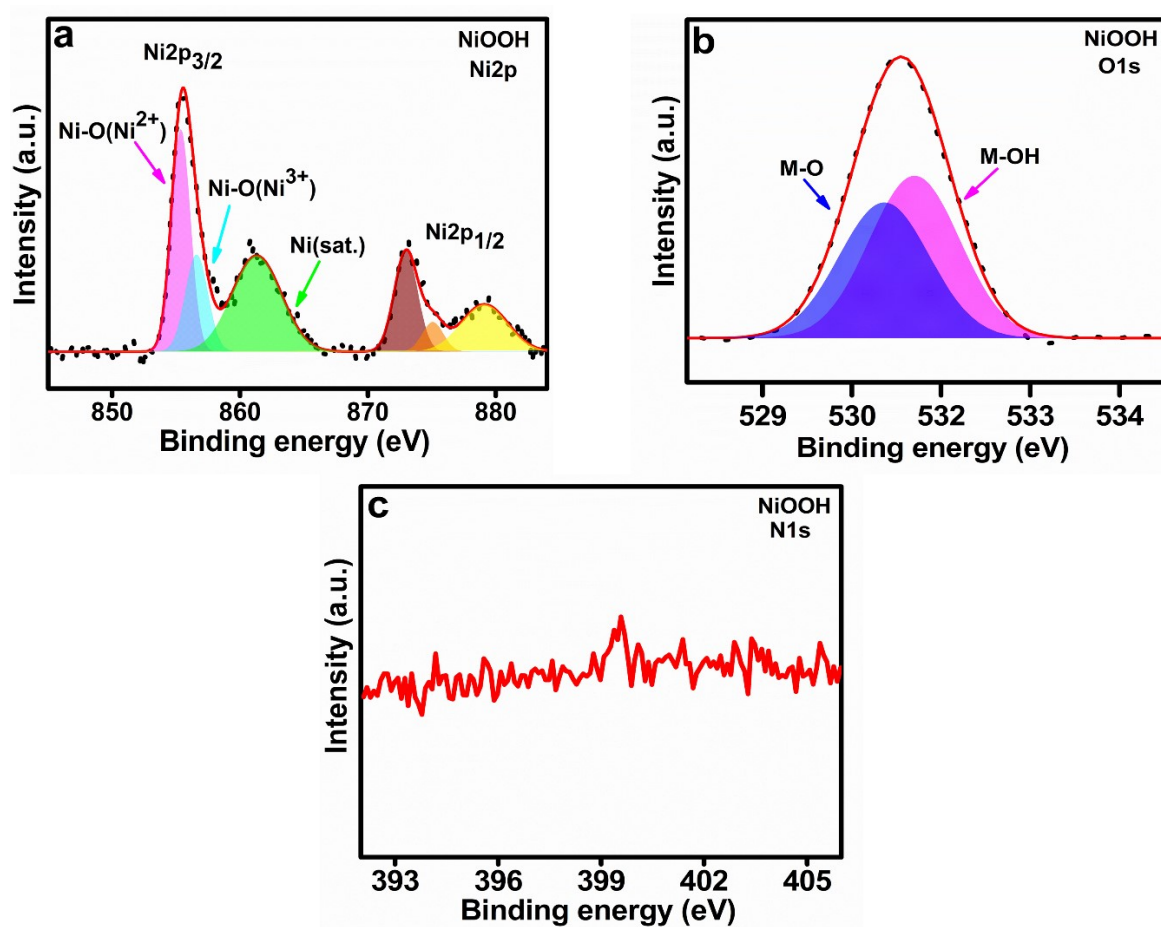 a
NiOOH
Ni2p
Ni2p3/2
Ni-O(Ni2+)
Ni-O(Ni3+)
Ni(sat.)
Ni2p1/2
Intensity (a.u.)
850 860 870 880
Binding energy (eV)
b
NiOOH
O1s
M-O
M-OH
Intensity (a.u.)
529 530 532 533 534
Binding energy (eV)
c
NiOOH
N1s
Intensity (a.u.)
393 396 399 402 405
Binding energy (eV)